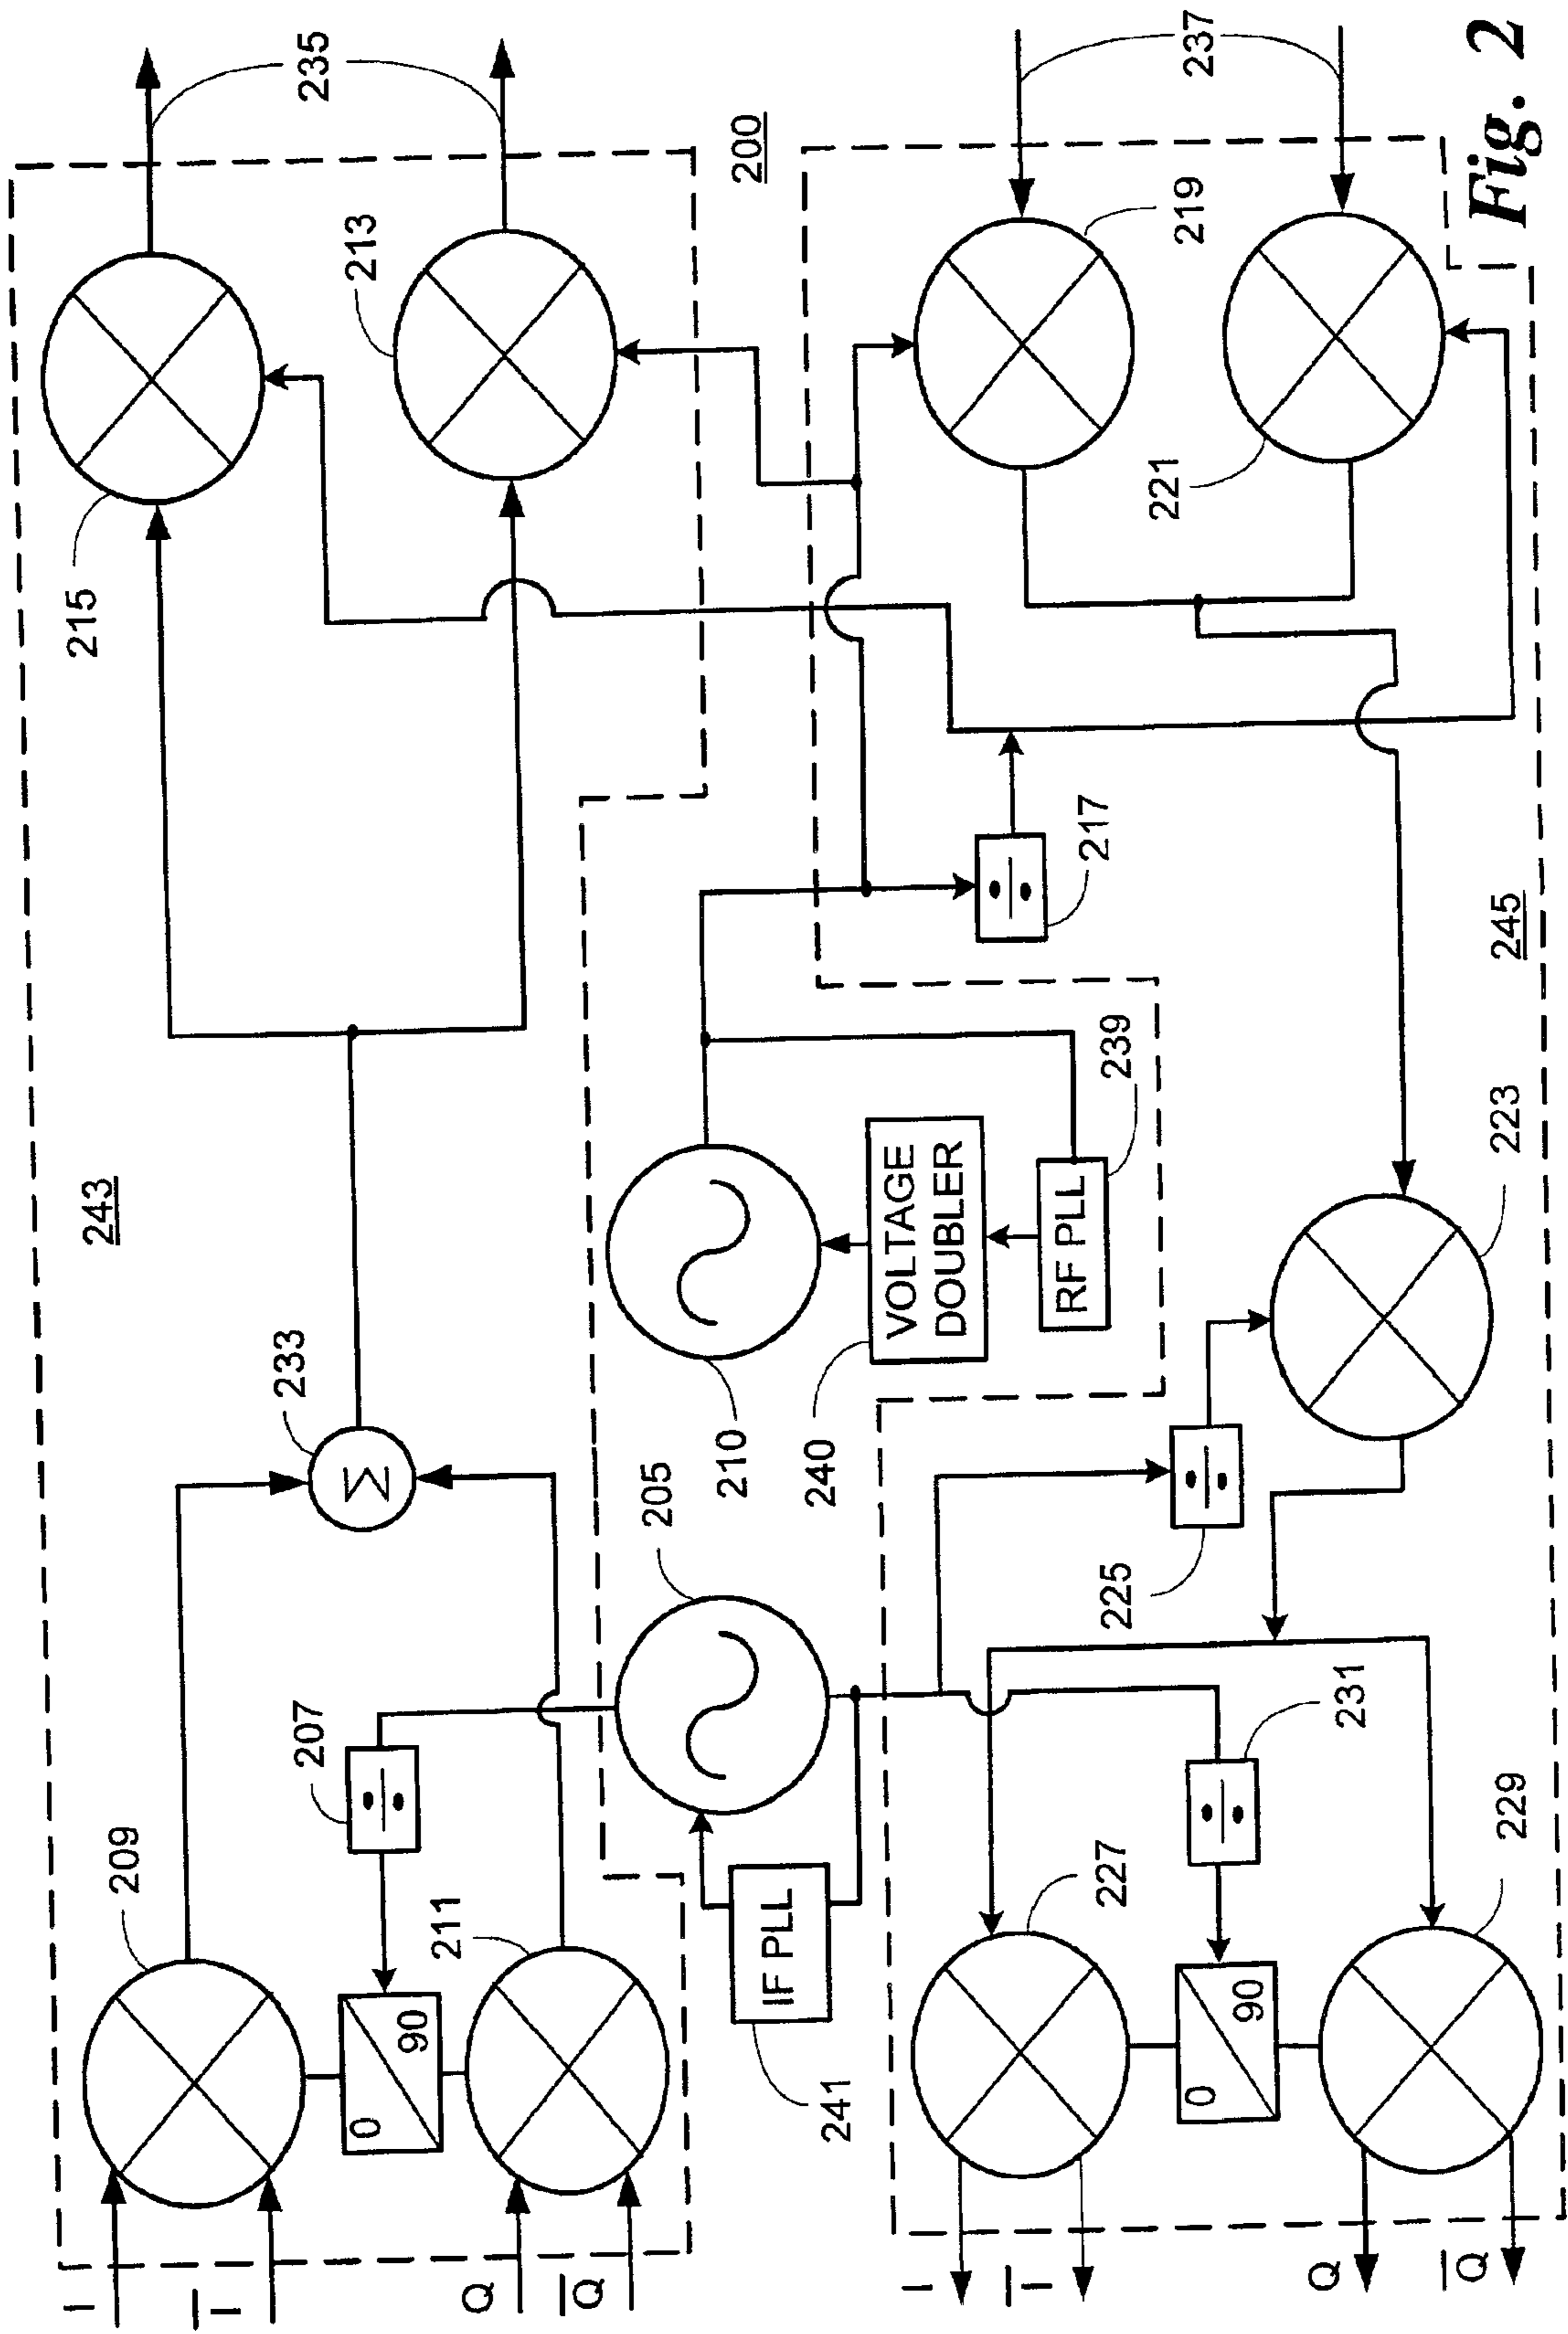 243
I
I̅
Q
Q̅
209
211
207
0
90
233
215
213
235
200
205
241
IF PLL
210
240
VOLTAGE
DOUBLER
RF PLL
239
217
219
221
237
223
225
227
229
231
0
90
I
I̅
Q
Q̅
245
Σ
÷
÷
÷
÷
Fig. 2